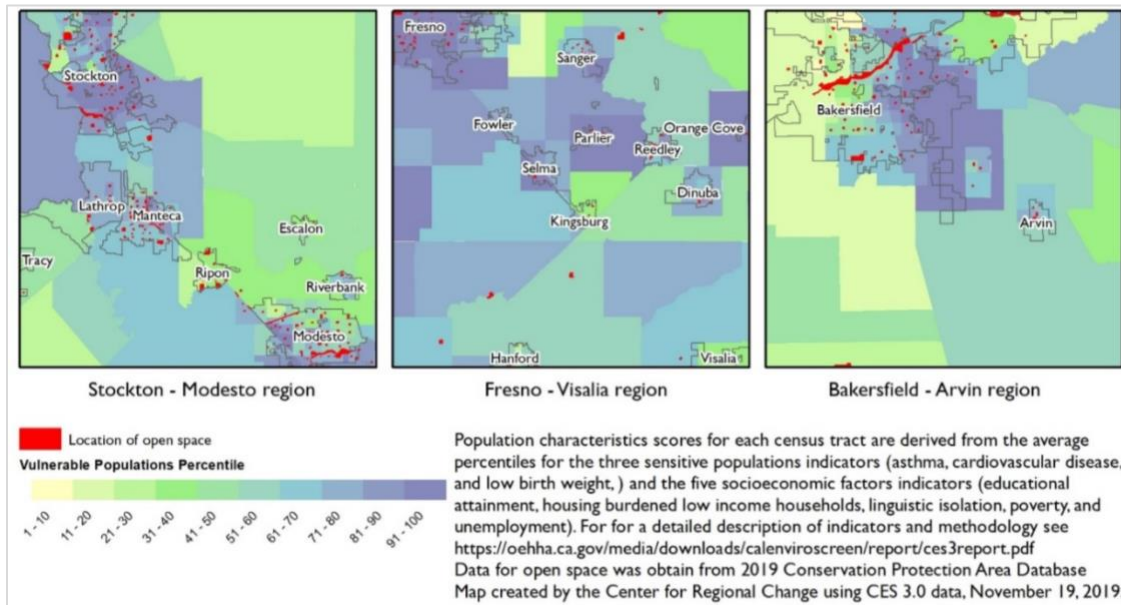 Stockton
Lathrop
Manteca
Escalon
Tracy
Ripon
Riverbank
Modesto
Fresno
Sanger
Fowler
Parlier
Orange Cove
Reedley
Selma
Dinuba
Kingsburg
Hanford
Visalia
Bakersfield
Arvin
Stockton - Modesto region
Fresno - Visalia region
Bakersfield - Arvin region
Location of open space
Vulnerable Populations Percentile
1 - 10
11 - 20
21 - 30
31 - 40
41 - 50
51 - 60
61 - 70
71 - 80
81 - 90
91 - 100
Population characteristics scores for each census tract are derived from the average
percentiles for the three sensitive populations indicators (asthma, cardiovascular disease,
and low birth weight, ) and the five socioeconomic factors indicators (educational
attainment, housing burdened low income households, linguistic isolation, poverty, and
unemployment). For for a detailed description of indicators and methodology see
https://oehha.ca.gov/media/downloads/calenviroscreen/report/ces3report.pdf
Data for open space was obtain from 2019 Conservation Protection Area Database
Map created by the Center for Regional Change using CES 3.0 data, November 19, 2019